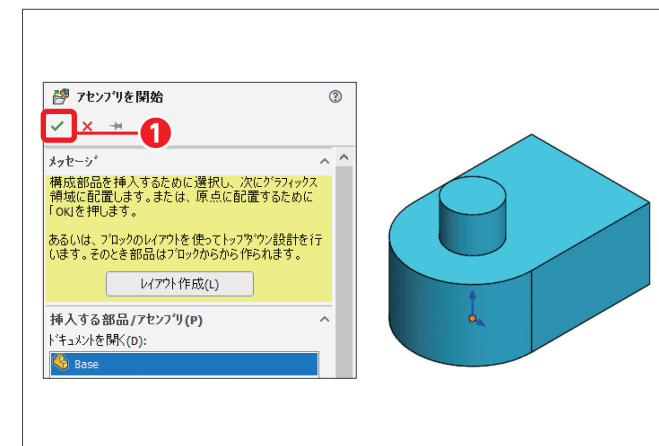 アセンブリを開始
1
メッセージ
構成部品を挿入するために選択し、次にグラフィックス
領域に配置します。または、原点に配置するために
「OK」を押します。
あるいは、ブロックのレイアウトを使ってトップダウン設計を行
います。そのとき部品はブロックからから作られます。
レイアウト作成(L)
挿入する部品/アセンブリ(P)
ドキュメントを開く(D):
Base